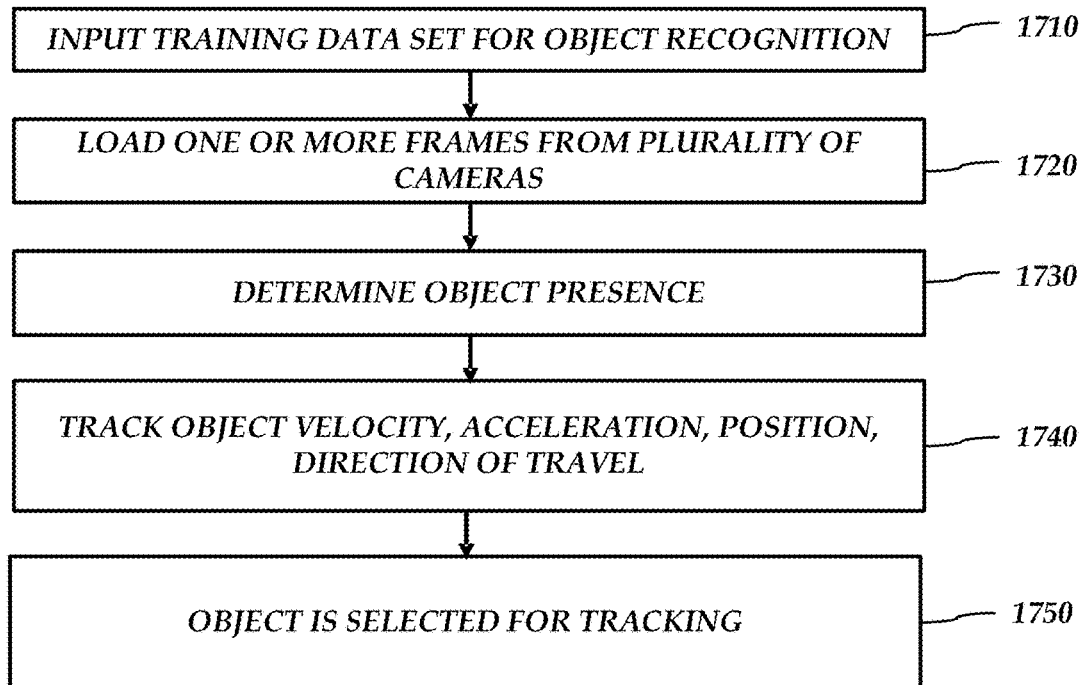 INPUT TRAINING DATA SET FOR OBJECT RECOGNITION
1710
LOAD ONE OR MORE FRAMES FROM PLURALITY OF
CAMERAS
1720
DETERMINE OBJECT PRESENCE
1730
TRACK OBJECT VELOCITY, ACCELERATION, POSITION,
DIRECTION OF TRAVEL
1740
OBJECT IS SELECTED FOR TRACKING
1750